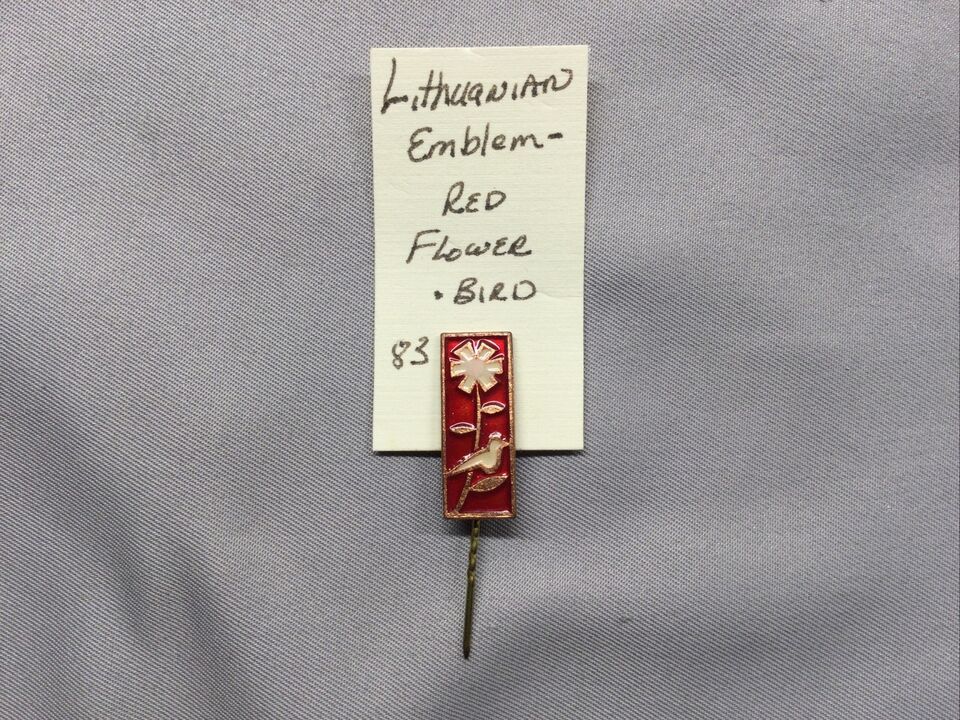 Lithuanian
Emblem-
RED
FLOWER
. BIRD
83